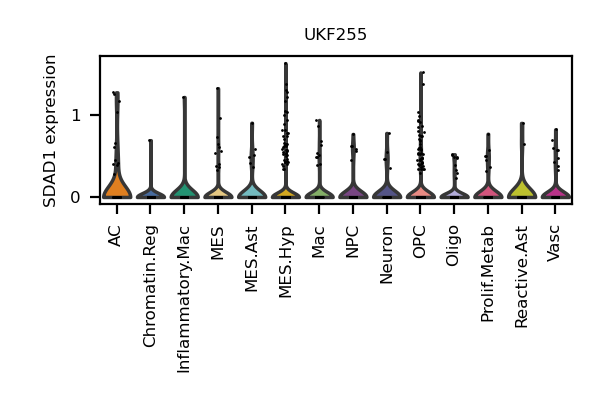 UKF255
SDAD1 expression
1
0
AC
Chromatin.Reg
Inflammatory.Mac
MES
MES.Ast
MES.Hyp
Mac
NPC
Neuron
OPC
Oligo
Prolif.Metab
Reactive.Ast
Vasc